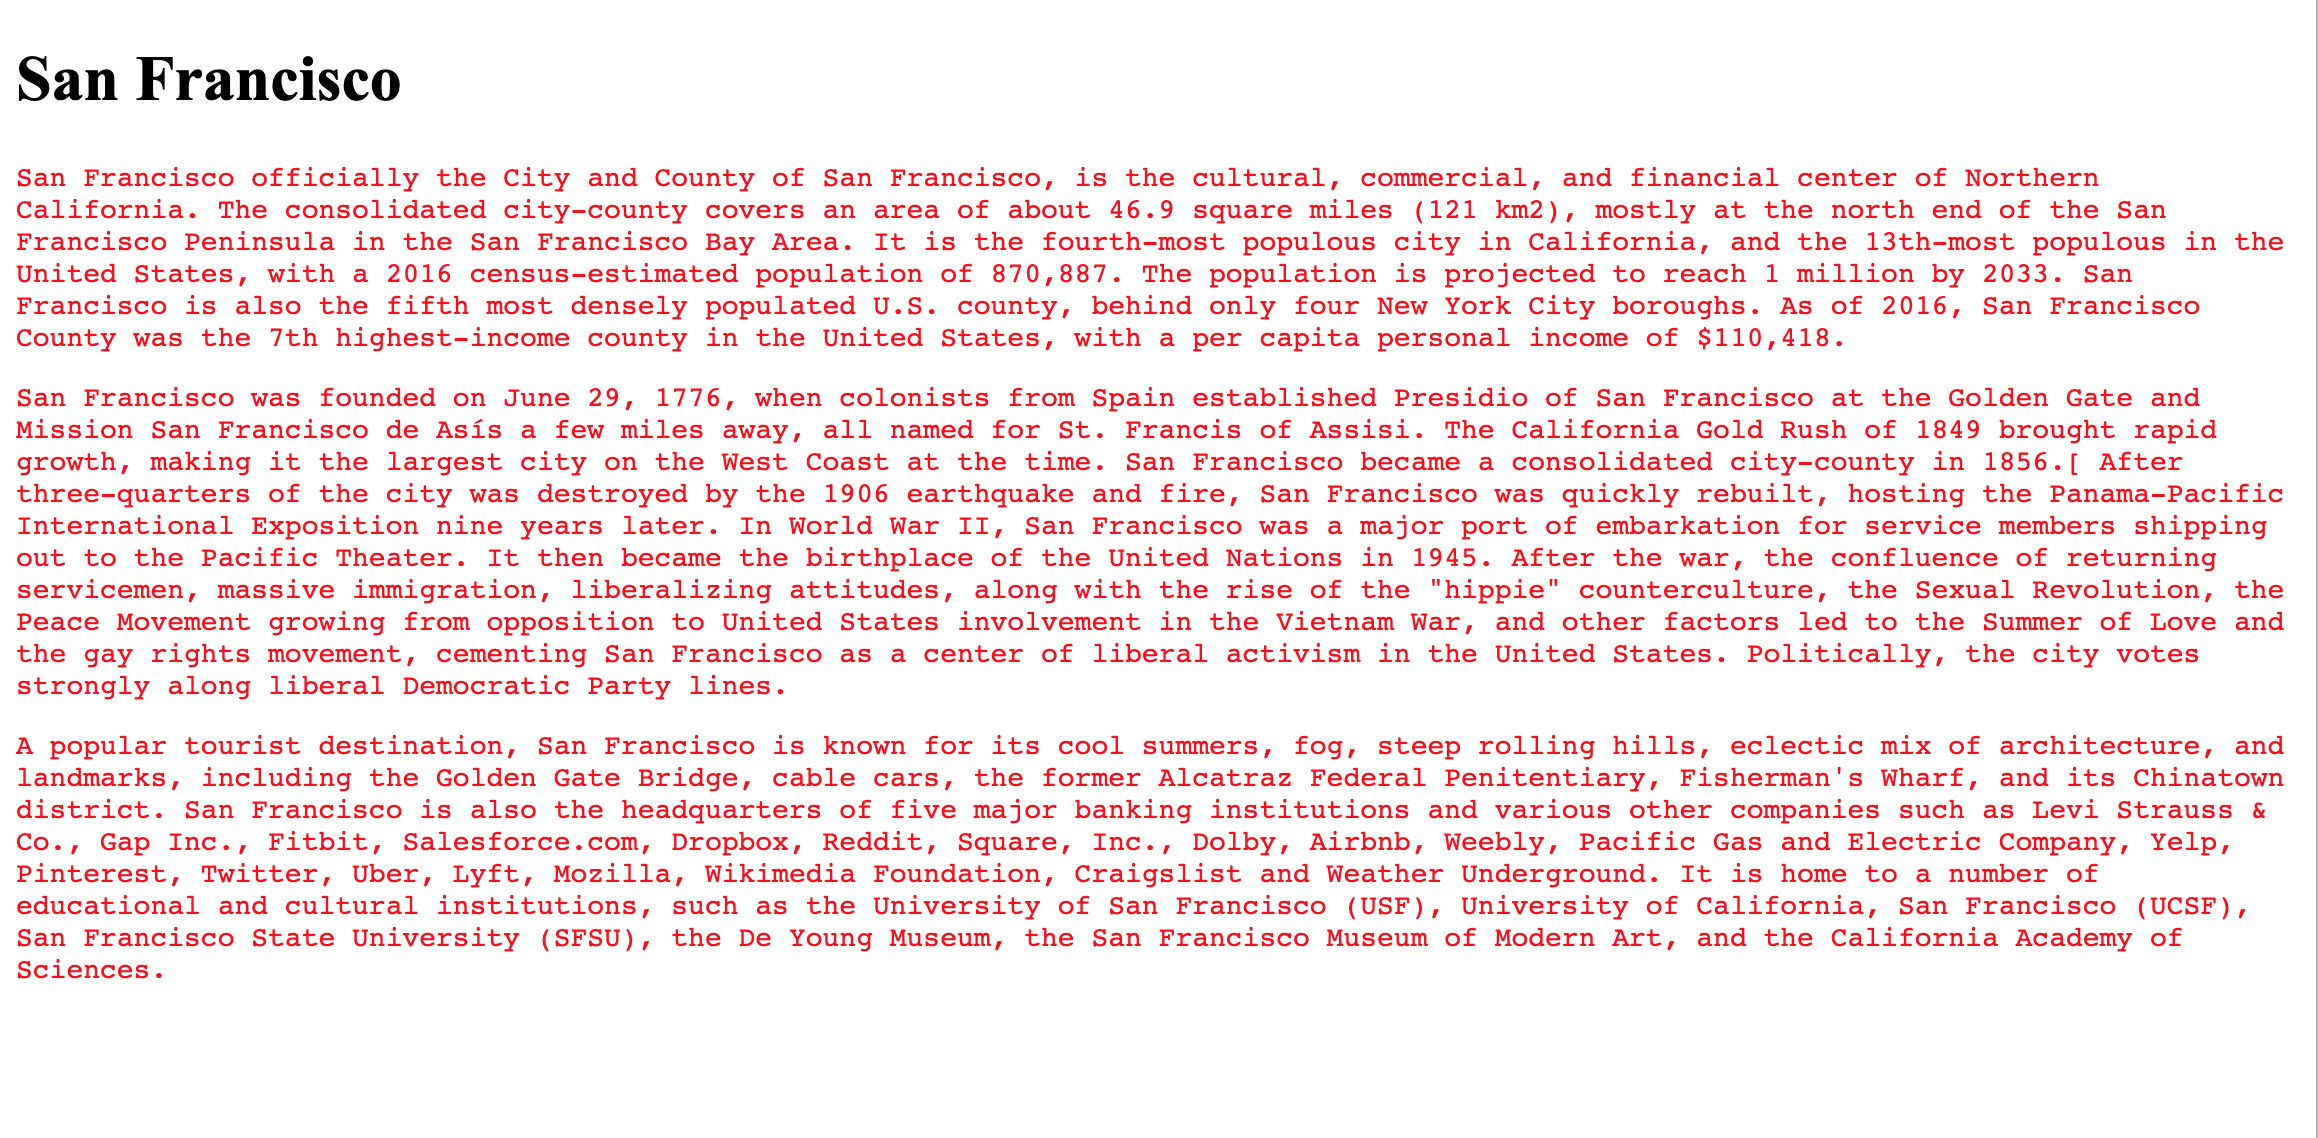 San Francisco
San Francisco officially the City and County of San Francisco, is the cultural, commercial, and financial center of Northern
California. The consolidated city-county covers an area of about 46.9 square miles (121 km2), mostly at the north end of the San
Francisco Peninsula in the San Francisco Bay Area. It is the fourth-most populous city in California, and the 13th-most populous in the
United States, with a 2016 census-estimated population of 870,887. The population is projected to reach 1 million by 2033. San
Francisco is also the fifth most densely populated U.S. county, behind only four New York City boroughs. As of 2016, San Francisco
County was the 7th highest-income county in the United States, with a per capita personal income of $110,418.
San Francisco was founded on June 29, 1776, when colonists from Spain established Presidio of San Francisco at the Golden Gate and
Mission San Francisco de Asís a few miles away, all named for St. Francis of Assisi. The California Gold Rush of 1849 brought rapid
growth, making it the largest city on the West Coast at the time. San Francisco became a consolidated city-county in 1856.[ After
three-quarters of the city was destroyed by the 1906 earthquake and fire, San Francisco was quickly rebuilt, hosting the Panama-Pacific
International Exposition nine years later. In World War II, San Francisco was a major port of embarkation for service members shipping
out to the Pacific Theater. It then became the birthplace of the United Nations in 1945. After the war, the confluence of returning
servicemen, massive immigration, liberalizing attitudes, along with the rise of the "hippie" counterculture, the Sexual Revolution, the
Peace Movement growing from opposition to United States involvement in the Vietnam War, and other factors led to the Summer of Love and
the gay rights movement, cementing San Francisco as a center of liberal activism in the United States. Politically, the city votes
strongly along liberal Democratic Party lines.
A popular tourist destination, San Francisco is known for its cool summers, fog, steep rolling hills, eclectic mix of architecture, and
landmarks, including the Golden Gate Bridge, cable cars, the former Alcatraz Federal Penitentiary, Fisherman's Wharf, and its Chinatown
district. San Francisco is also the headquarters of five major banking institutions and various other companies such as Levi Strauss &
Co., Gap Inc., Fitbit, Salesforce.com, Dropbox, Reddit, Square, Inc., Dolby, Airbnb, Weebly, Pacific Gas and Electric Company, Yelp,
Pinterest, Twitter, Uber, Lyft, Mozilla, Wikimedia Foundation, Craigslist and Weather Underground. It is home to a number of
educational and cultural institutions, such as the University of San Francisco (USF), University of California, San Francisco (UCSF),
San Francisco State University (SFSU), the De Young Museum, the San Francisco Museum of Modern Art, and the California Academy of
Sciences.